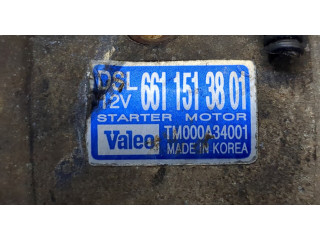 DSL 661 151 38 01
12V
STARTER MOTOR
Valeo TM000A34001
MADE IN KOREA